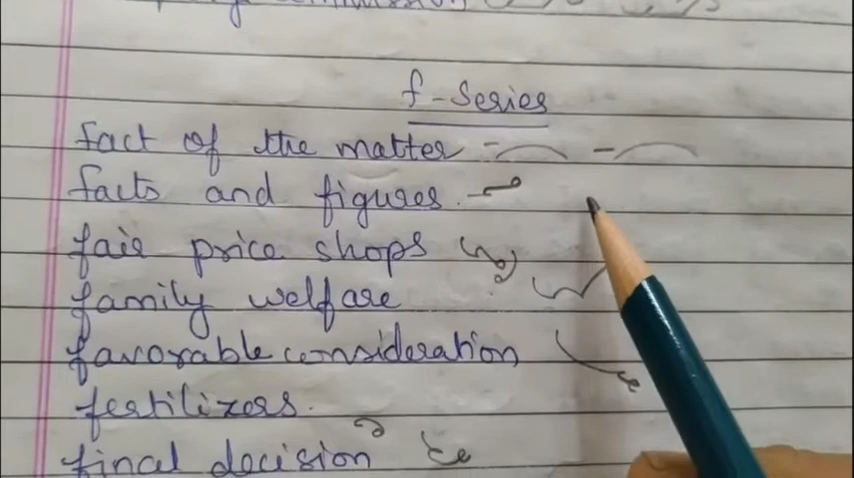 f-Series
fact of the matter
facts and figures.
fair price shops
family welfare
favorable consideration
fertilizers.
final decision